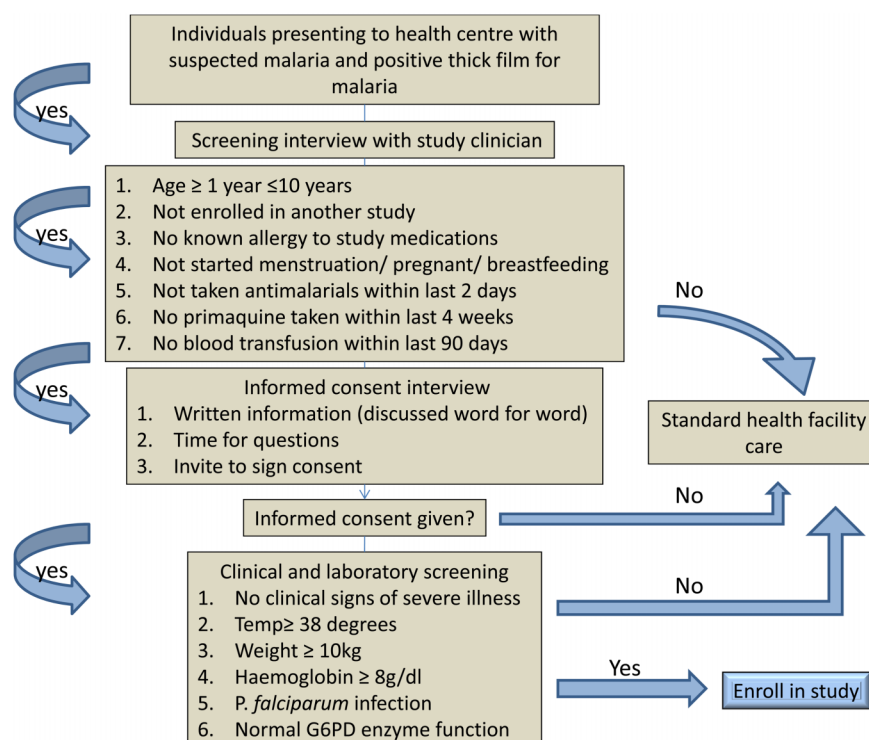 Individuals presenting to health centre with
suspected malaria and positive thick film for
malaria
yes
Screening interview with study clinician
1. Age ≥ 1 year ≤10 years
2. Not enrolled in another study
3. No known allergy to study medications
4. Not started menstruation/ pregnant/ breastfeeding
5. Not taken antimalarials within last 2 days
6. No primaquine taken within last 4 weeks
7. No blood transfusion within last 90 days
yes
No
Informed consent interview
1. Written information (discussed word for word)
2. Time for questions
3. Invite to sign consent
yes
Standard health facility
care
Informed consent given?
No
Clinical and laboratory screening
1. No clinical signs of severe illness
2. Temp≥ 38 degrees
3. Weight ≥ 10kg
4. Haemoglobin ≥ 8g/dl
5. P. falciparum infection
6. Normal G6PD enzyme function
yes
No
Yes
Enroll in study